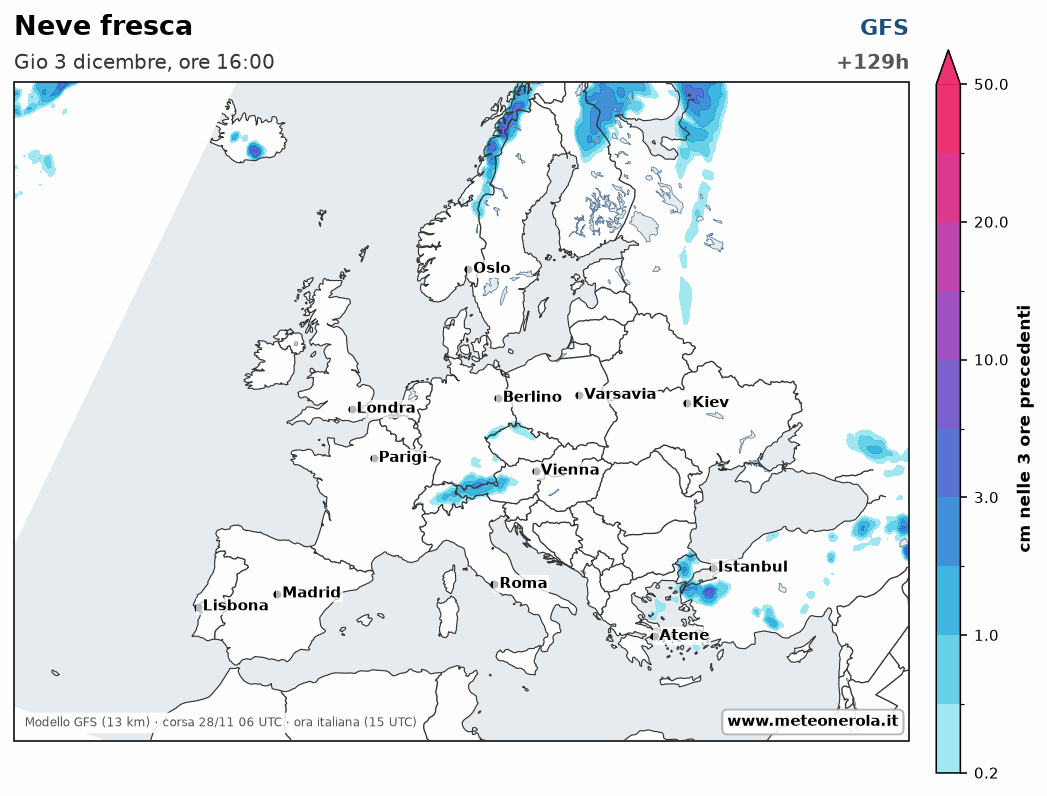 Neve fresca
GFS
Gio 3 dicembre, ore 16:00
+129h
50.0
20.0
10.0
3.0
1.0
0.2
cm nelle 3 ore precedenti
Oslo
Berlino
Varsavia
Kiev
Londra
Parigi
Vienna
Istanbul
Roma
Madrid
Lisbona
Atene
Modello GFS (13 km) · corsa 28/11 06 UTC · ora italiana (15 UTC)
www.meteonerola.it